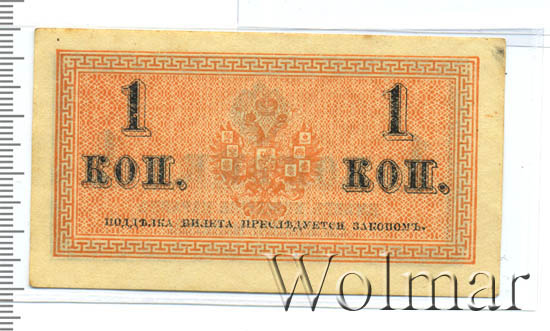 1 1
КОП. КОП.
ПОДДѢЛКА БИЛЕТА ПРЕСЛѢДУЕТСЯ ЗАКОНОМЪ.
Wolmar